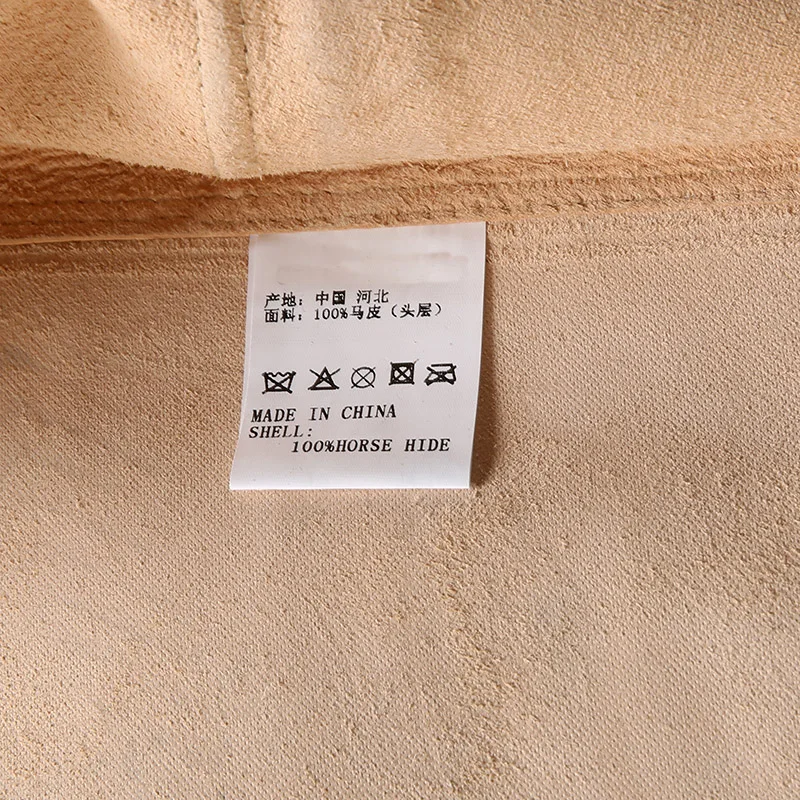 产地：中国 河北
面料：100%马皮（头层）
MADE IN CHINA
SHELL:
100%HORSE HIDE